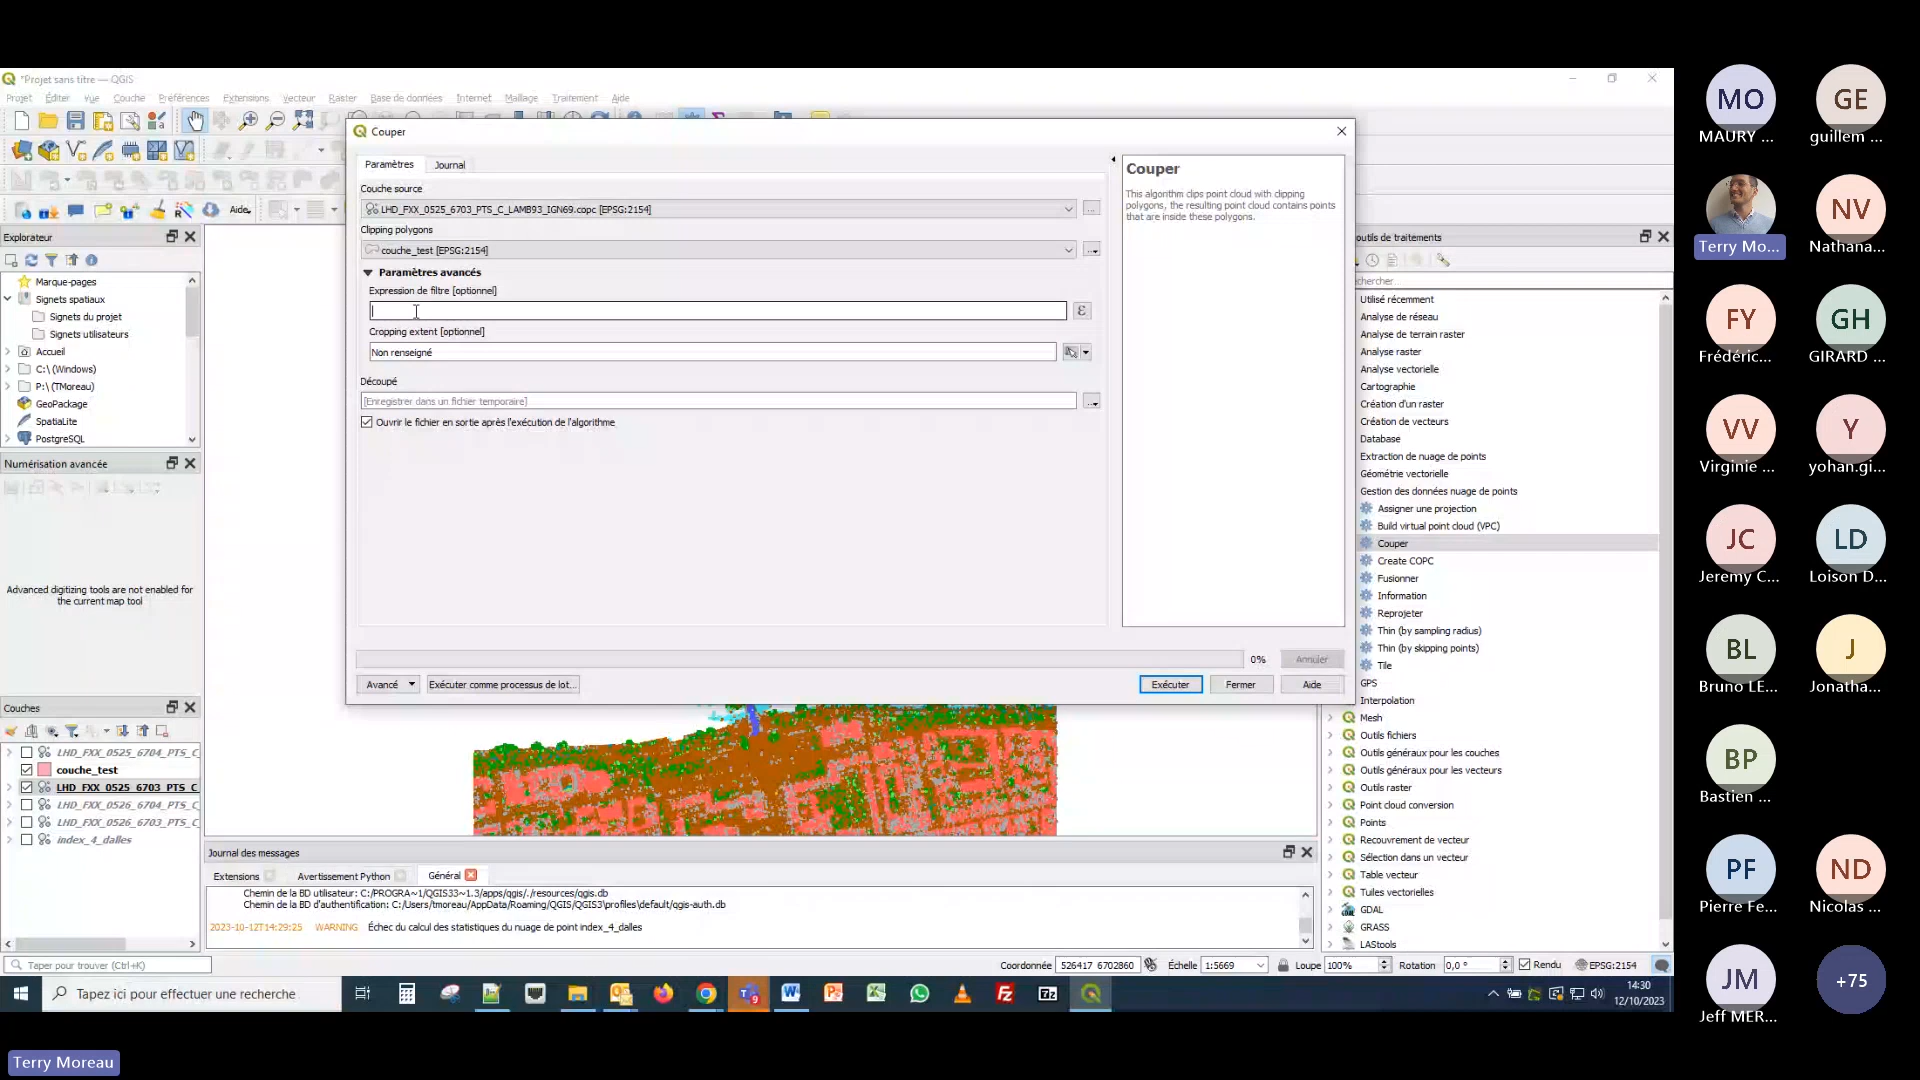 *Projet sans titre — QGIS
Projet Éditer Vue Couche Préférences Extensions Vecteur Raster Base de données Internet Maillage Traitement Aide
Aide
Explorateur
Marque-pages
Signets spatiaux
Signets du projet
Signets utilisateurs
Accueil
C:\ (Windows)
P:\ (TMoreau)
GeoPackage
SpatiaLite
PostgreSQL
Numérisation avancée
Advanced digitizing tools are not enabled for
the current map tool
Couches
LHD_FXX_0525_6704_PTS_C
couche_test
LHD_FXX_0525_6703_PTS_C
LHD_FXX_0526_6704_PTS_C
LHD_FXX_0526_6703_PTS_C
index_4_dalles
Taper pour trouver (Ctrl+K)
Couper
Paramètres Journal
Couche source
LHD_FXX_0525_6703_PTS_C_LAMB93_IGN69.copc [EPSG:2154]
Clipping polygons
couche_test [EPSG:2154]
Paramètres avancés
Expression de filtre [optionnel]
ε
Cropping extent [optionnel]
Non renseigné
Découpé
[Enregistrer dans un fichier temporaire]
Ouvrir le fichier en sortie après l'exécution de l'algorithme
Couper
This algorithm clips point cloud with clipping
polygons, the resulting point cloud contains points
that are inside these polygons.
0% Annuler
Avancé Exécuter comme processus de lot... Exécuter Fermer Aide
outils de traitements
echercher...
Utilisé récemment
Analyse de réseau
Analyse de terrain raster
Analyse raster
Analyse vectorielle
Cartographie
Création d'un raster
Création de vecteurs
Database
Extraction de nuage de points
Géométrie vectorielle
Gestion des données nuage de points
Assigner une projection
Build virtual point cloud (VPC)
Couper
Create COPC
Fusionner
Information
Reprojeter
Thin (by sampling radius)
Thin (by skipping points)
Tile
GPS
Interpolation
Mesh
Outils fichiers
Outils généraux pour les couches
Outils généraux pour les vecteurs
Outils raster
Point cloud conversion
Points
Recouvrement de vecteur
Sélection dans un vecteur
Table vecteur
Tuiles vectorielles
GDAL
GRASS
LAStools
Journal des messages
Extensions Avertissement Python Général
Chemin de la BD utilisateur: C:/PROGRA~1/QGIS33~1.3/apps/qgis/./resources/qgis.db
Chemin de la BD d'authentification: C:/Users/tmoreau/AppData/Roaming/QGIS/QGIS3\profiles\default/qgis-auth.db
2023-10-12T14:29:25 WARNING Échec du calcul des statistiques du nuage de point index_4_dalles
Coordonnée 526417 6702860 Échelle 1:5669 Loupe 100% Rotation 0,0 ° Rendu EPSG:2154
Tapez ici pour effectuer une recherche
14:30
12/10/2023
MO GE
MAURY ... guillem ...
NV
Terry Mo... Nathana...
FY GH
Frédéric... GIRARD ...
VV Y
Virginie ... yohan.gi...
JC LD
Jeremy C... Loison D...
BL J
Bruno LE... Jonatha...
BP
Bastien ...
PF ND
Pierre Fe... Nicolas ...
JM +75
Jeff MER...
Terry Moreau